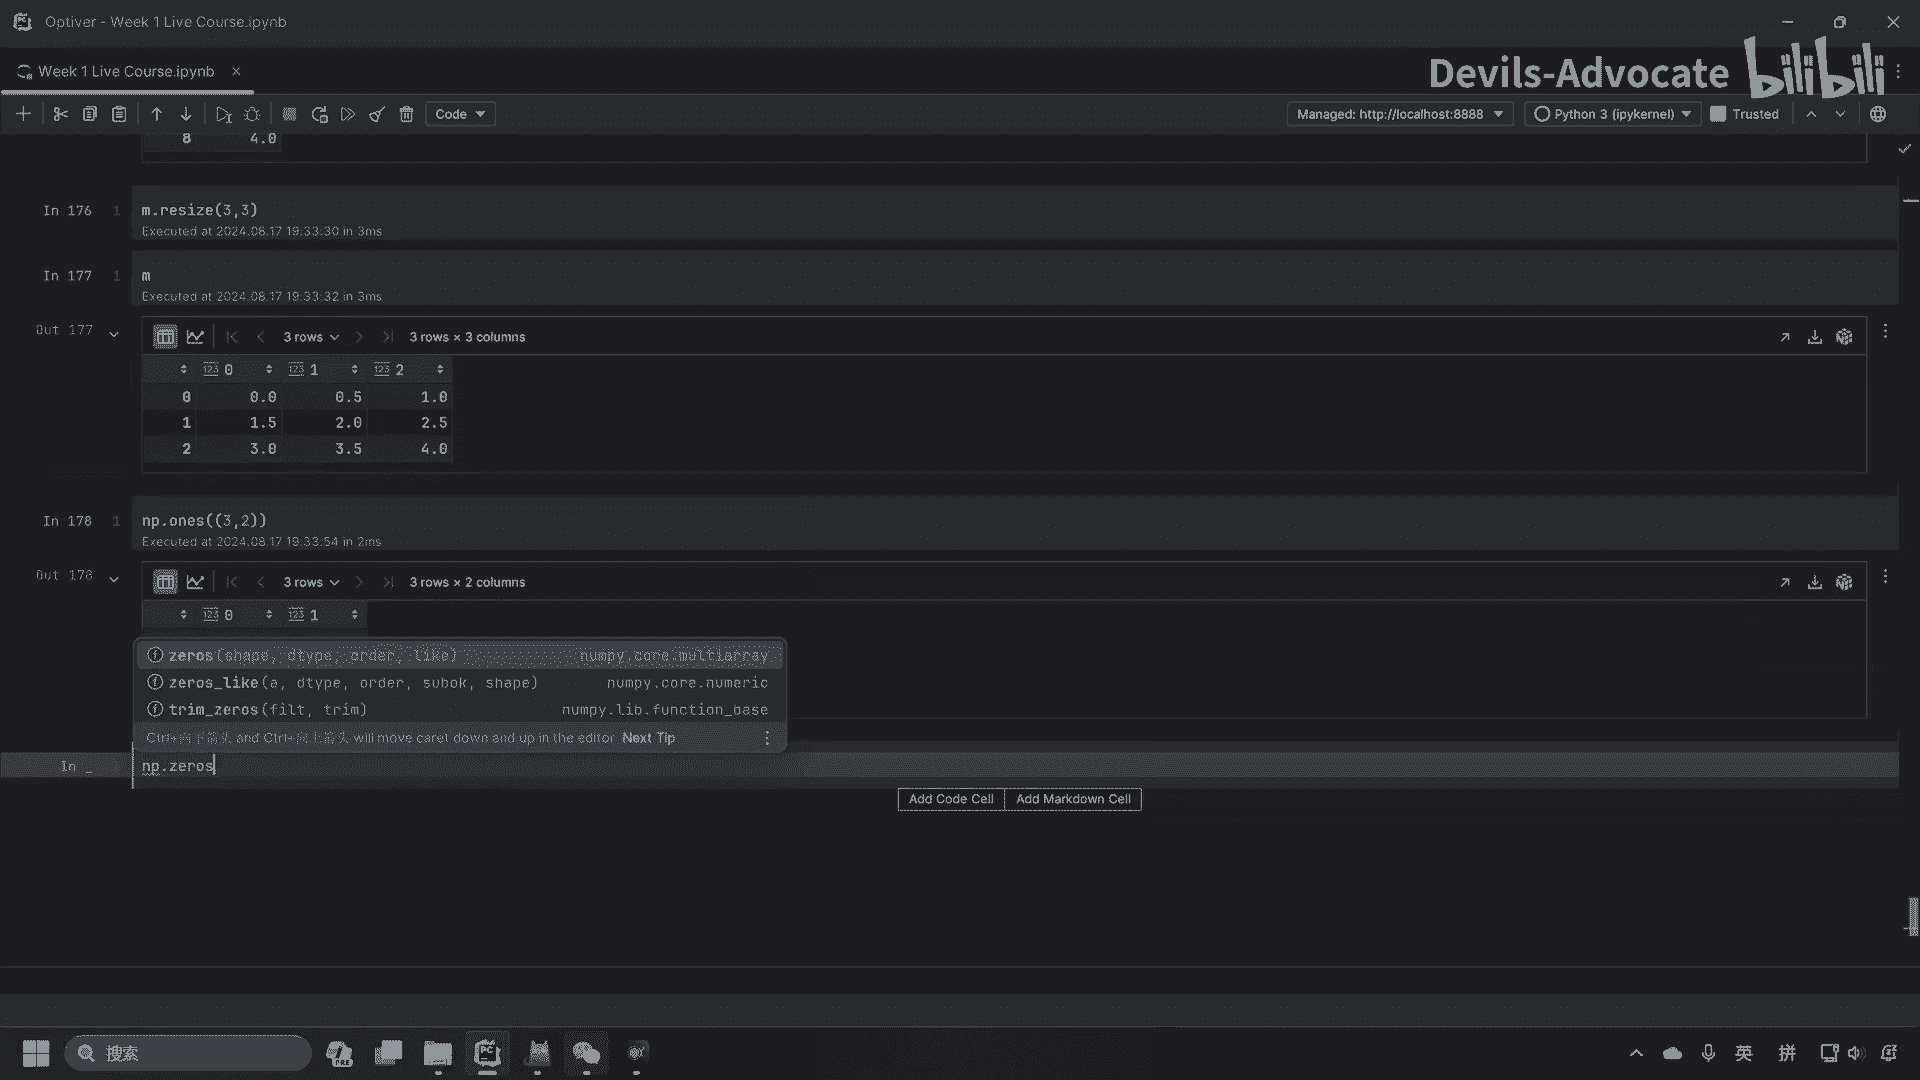 Optiver - Week 1 Live Course.ipynb
Week 1 Live Course.ipynb
Devils-Advocate bilibili
Code
Managed: http://localhost:8888
Python 3 (ipykernel)
Trusted
8 4.0
In 176 1 m.resize(3,3)
Executed at 2024.08.17 19:33:30 in 3ms
In 177 1 m
Executed at 2024.08.17 19:33:32 in 3ms
Out 177 3 rows 3 rows × 3 columns
123 0 123 1 123 2
0 0.0 0.5 1.0
1 1.5 2.0 2.5
2 3.0 3.5 4.0
In 178 1 np.ones((3,2))
Executed at 2024.08.17 19:33:54 in 2ms
Out 178 3 rows 3 rows × 2 columns
123 0 123 1
zeros(shape, dtype, order, like) numpy.core.multiarray
zeros_like(a, dtype, order, subok, shape) numpy.core.numeric
trim_zeros(filt, trim) numpy.lib.function_base
Ctrl+向下箭头 and Ctrl+向上箭头 will move caret down and up in the editor Next Tip
In _ 1 np.zeros
Add Code Cell Add Markdown Cell
搜索
PRE
PC
英
拼